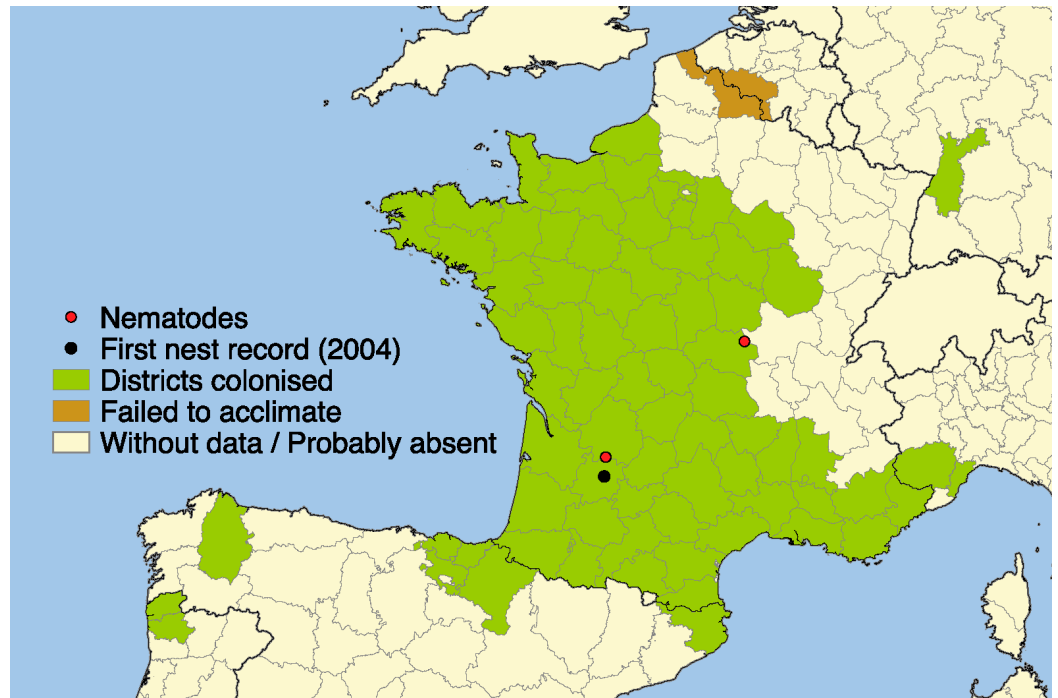 Nematodes
First nest record (2004)
Districts colonised
Failed to acclimate
Without data / Probably absent